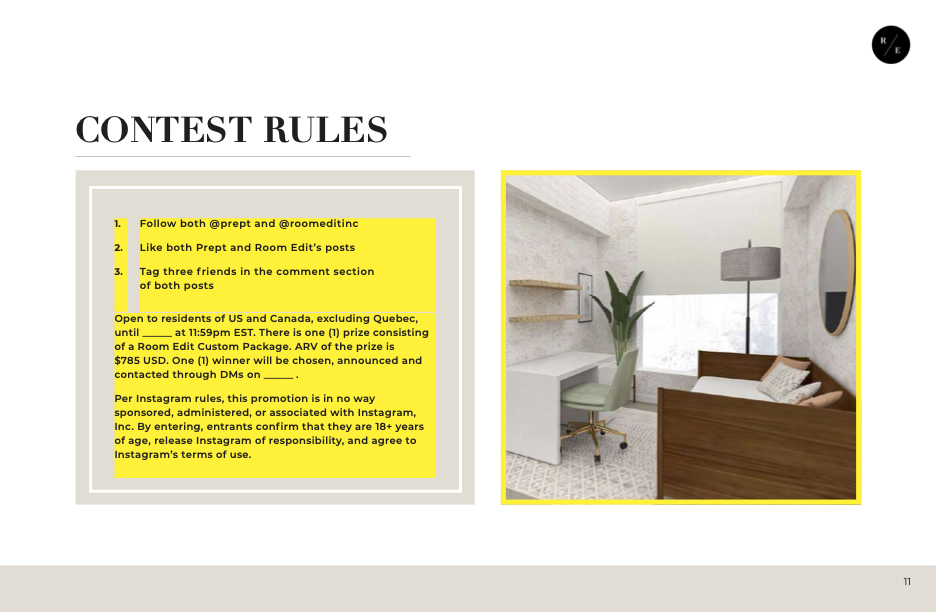 R
E
CONTEST RULES
1. Follow both @prept and @roomeditinc
2. Like both Prept and Room Edit’s posts
3. Tag three friends in the comment section
of both posts
Open to residents of US and Canada, excluding Quebec,
until ______ at 11:59pm EST. There is one (1) prize consisting
of a Room Edit Custom Package. ARV of the prize is
$785 USD. One (1) winner will be chosen, announced and
contacted through DMs on ______ .
Per Instagram rules, this promotion is in no way
sponsored, administered, or associated with Instagram,
Inc. By entering, entrants confirm that they are 18+ years
of age, release Instagram of responsibility, and agree to
Instagram’s terms of use.
11